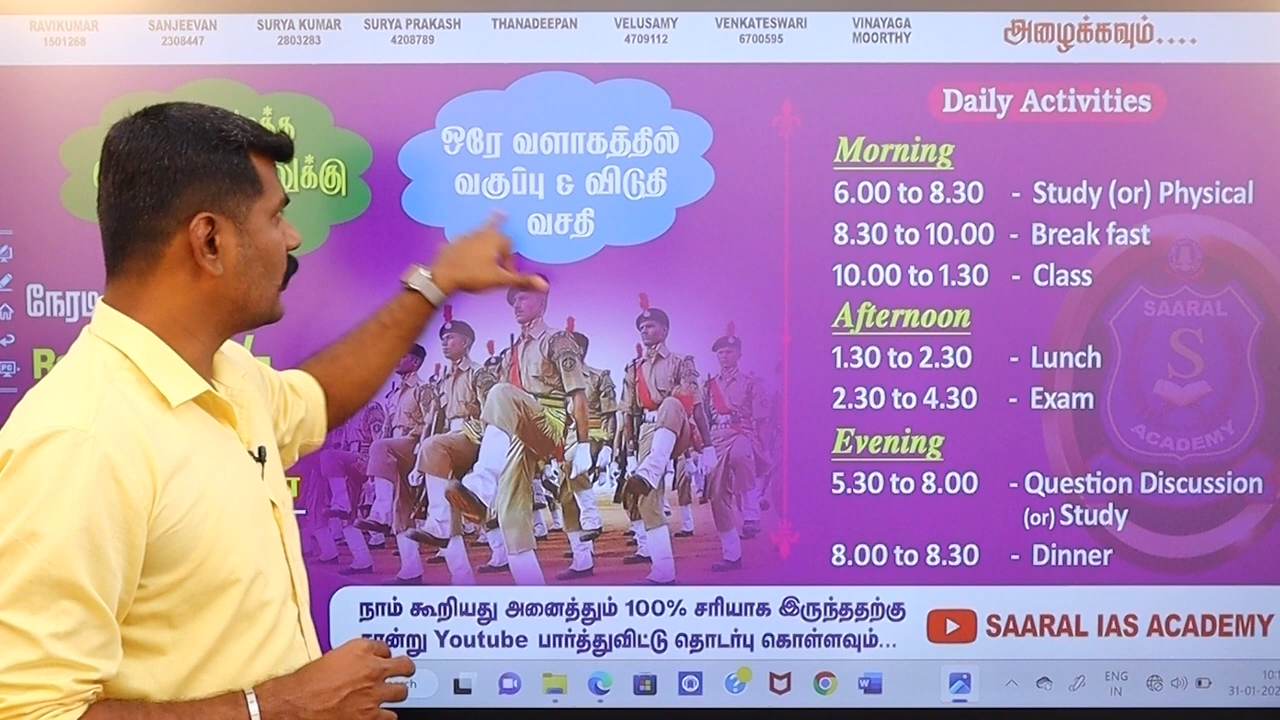 RAVIKUMAR
1501268
SANJEEVAN
2308447
SURYA KUMAR
2803283
SURYA PRAKASH
4208789
THANADEEPAN
VELUSAMY
4709112
VENKATESWARI
6700595
VINAYAGA
MOORTHY
அழைக்கவும்....
ஒரே வளாகத்தில்
வகுப்பு & விடுதி
வசதி
Daily Activities
Morning
6.00 to 8.30 - Study (or) Physical
8.30 to 10.00 - Break fast
10.00 to 1.30 - Class
Afternoon
1.30 to 2.30 - Lunch
2.30 to 4.30 - Exam
Evening
5.30 to 8.00 - Question Discussion
(or) Study
8.00 to 8.30 - Dinner
SAARAL
S
ACADEMY
நாம் கூறியது அனைத்தும் 100% சரியாக இருந்ததற்கு
Youtube பார்த்துவிட்டு தொடர்பு கொள்ளவும்...
SAARAL IAS ACADEMY
ENG
IN